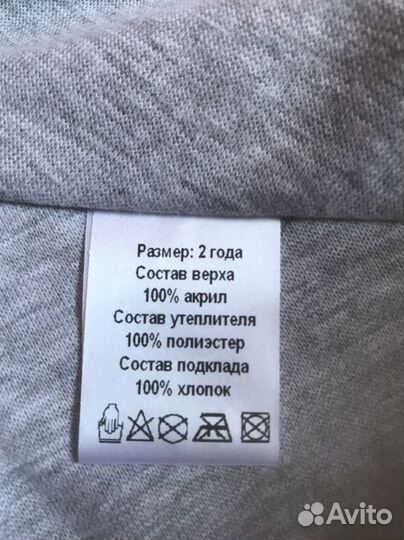 Размер: 2 года
Состав верха
100% акрил
Состав утеплителя
100% полиэстер
Состав подклада
100% хлопок
Avito